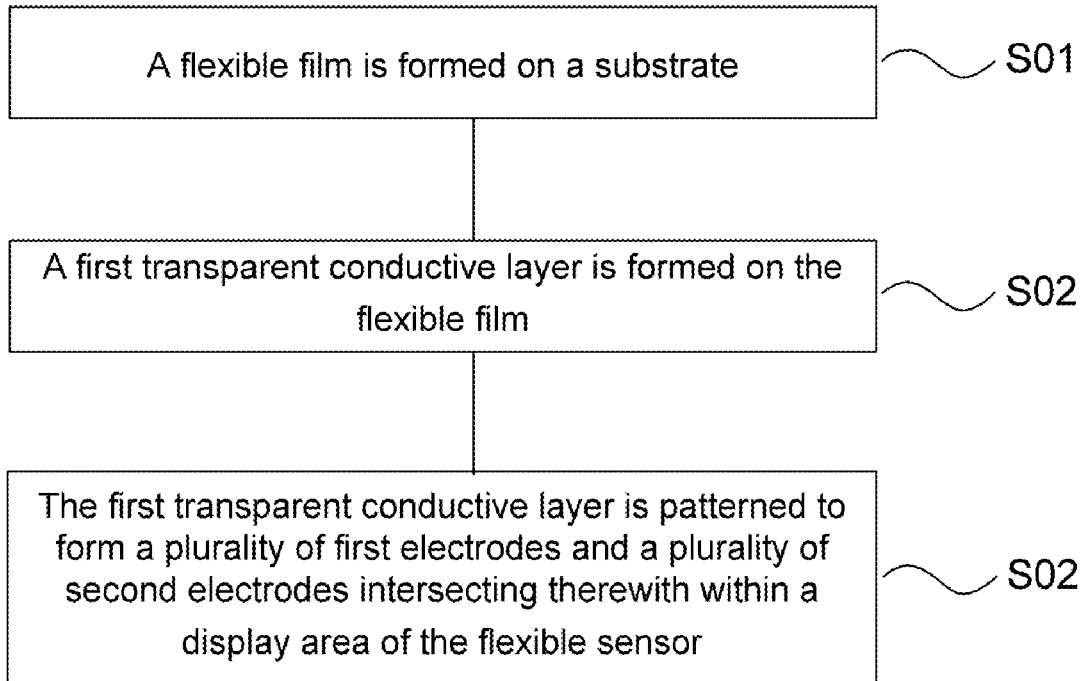 A flexible film is formed on a substrate
S01
A first transparent conductive layer is formed on the
flexible film
S02
The first transparent conductive layer is patterned to
form a plurality of first electrodes and a plurality of
second electrodes intersecting therewith within a
display area of the flexible sensor
S02